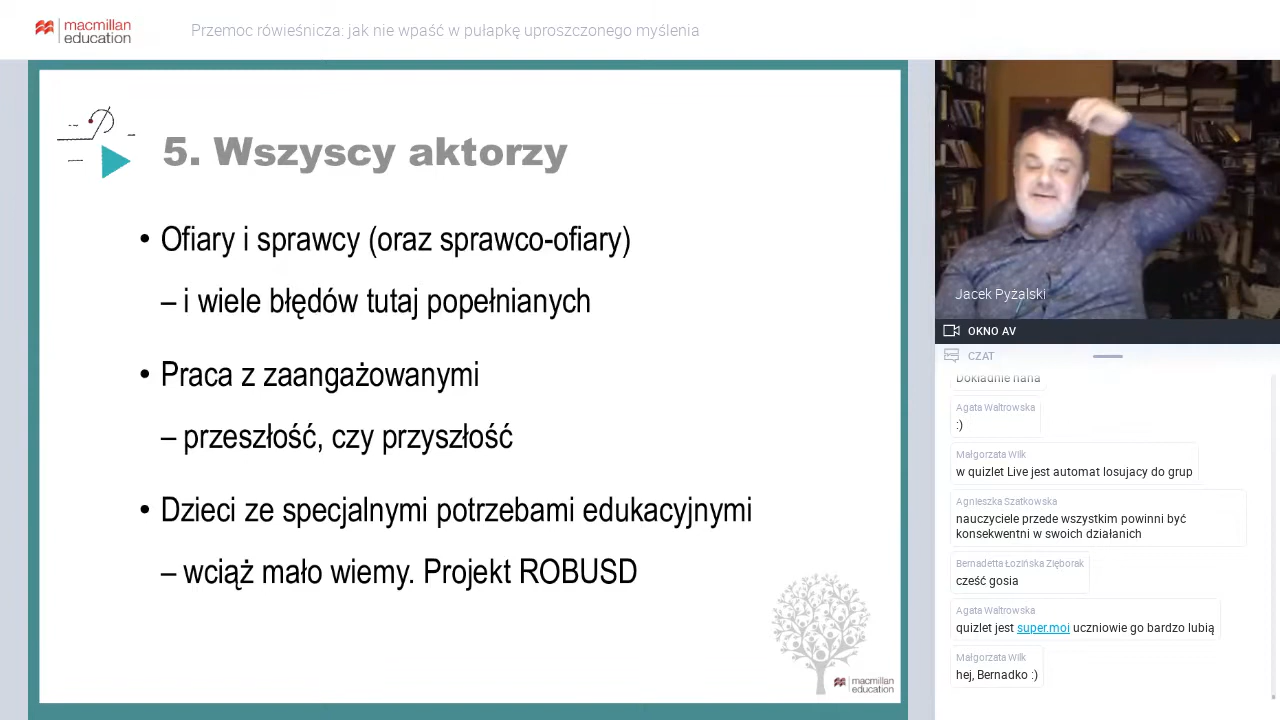 macmillan
education
Przemoc rówieśnicza: jak nie wpaść w pułapkę uproszczonego myślenia
5. Wszyscy aktorzy
• Ofiary i sprawcy (oraz sprawco-ofiary)
– i wiele błędów tutaj popełnianych
• Praca z zaangażowanymi
– przeszłość, czy przyszłość
• Dzieci ze specjalnymi potrzebami edukacyjnymi
– wciąż mało wiemy. Projekt ROBUSD
macmillan
education
Jacek Pyżalski
OKNO AV
CZAT
Dokładnie haha
Agata Waltrowska
:)
Małgorzata Wilk
w quizlet Live jest automat losujacy do grup
Agnieszka Szatkowska
nauczyciele przede wszystkim powinni być
konsekwentni w swoich działanich
Bernadetta Łozińska Zięborak
cześć gosia
Agata Waltrowska
quizlet jest super.moi uczniowie go bardzo lubią
Małgorzata Wilk
hej, Bernadko :)